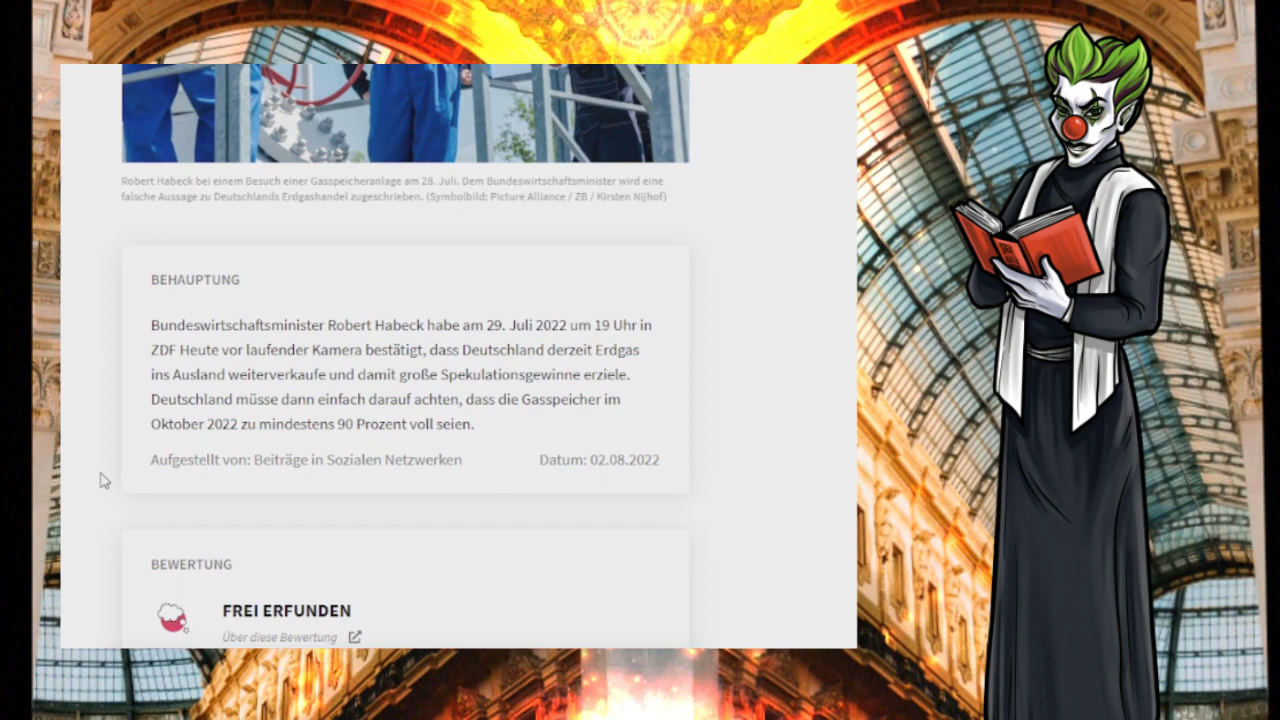 Robert Habeck bei einem Besuch einer Gasspeicheranlage am 28. Juli. Dem Bundeswirtschaftsminister wird eine
falsche Aussage zu Deutschlands Erdgashandel zugeschrieben. (Symbolbild: Picture Alliance / ZB / Kirsten Nijhof)
BEHAUPTUNG
Bundeswirtschaftsminister Robert Habeck habe am 29. Juli 2022 um 19 Uhr in
ZDF Heute vor laufender Kamera bestätigt, dass Deutschland derzeit Erdgas
ins Ausland weiterverkaufe und damit große Spekulationsgewinne erziele.
Deutschland müsse dann einfach darauf achten, dass die Gasspeicher im
Oktober 2022 zu mindestens 90 Prozent voll seien.
Aufgestellt von: Beiträge in Sozialen Netzwerken Datum: 02.08.2022
BEWERTUNG
FREI ERFUNDEN
Über diese Bewertung